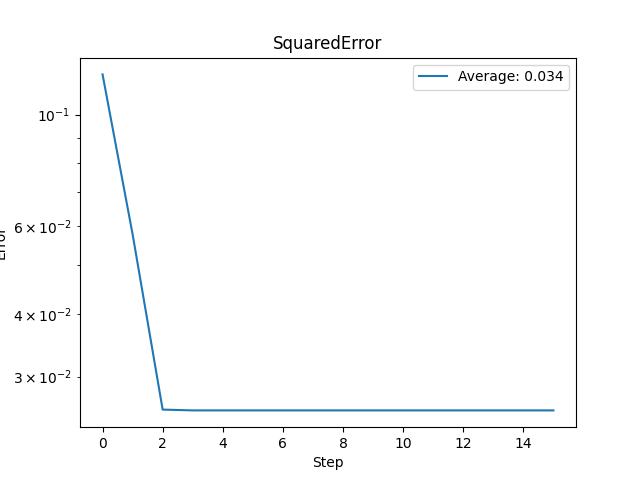 SquaredError
Average: 0.034
10⁻¹
6 × 10⁻²
4 × 10⁻²
3 × 10⁻²
Error
0 2 4 6 8 10 12 14
Step